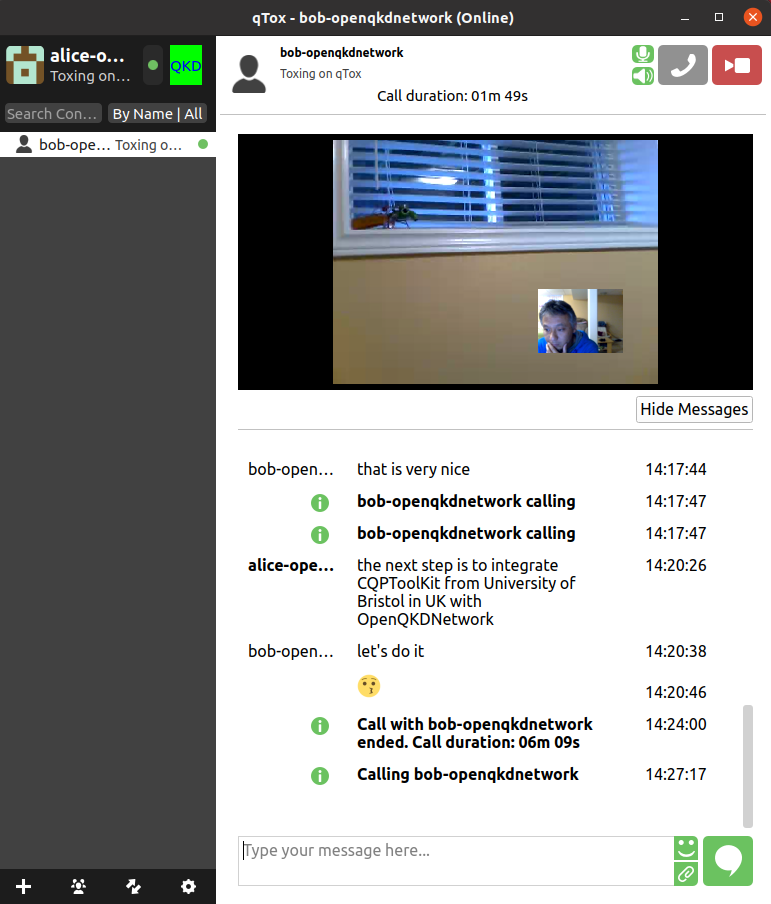 qTox - bob-openqkdnetwork (Online)
alice-o...
Toxing on...
QKD
Search Con...
By Name | All
bob-ope... Toxing o...
bob-openqkdnetwork
Toxing on qTox
Call duration: 01m 49s
Hide Messages
bob-open... that is very nice 14:17:44
bob-openqkdnetwork calling 14:17:47
bob-openqkdnetwork calling 14:17:47
alice-ope... the next step is to integrate 14:20:26
CQPToolKit from University of
Bristol in UK with
OpenQKDNetwork
bob-open... let's do it 14:20:38
14:20:46
Call with bob-openqkdnetwork 14:24:00
ended. Call duration: 06m 09s
Calling bob-openqkdnetwork 14:27:17
Type your message here...